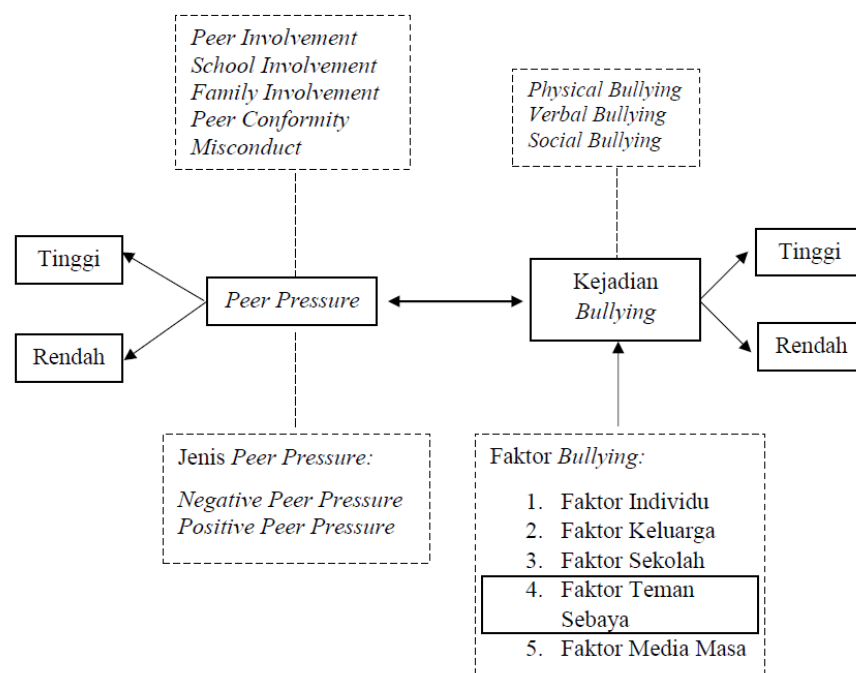 Peer Involvement
School Involvement
Family Involvement
Peer Conformity
Misconduct
Physical Bullying
Verbal Bullying
Social Bullying
Tinggi
Rendah
Peer Pressure
Kejadian
Bullying
Tinggi
Rendah
Jenis Peer Pressure:
Negative Peer Pressure
Positive Peer Pressure
Faktor Bullying:
1. Faktor Individu
2. Faktor Keluarga
3. Faktor Sekolah
4. Faktor Teman
Sebaya
5. Faktor Media Masa